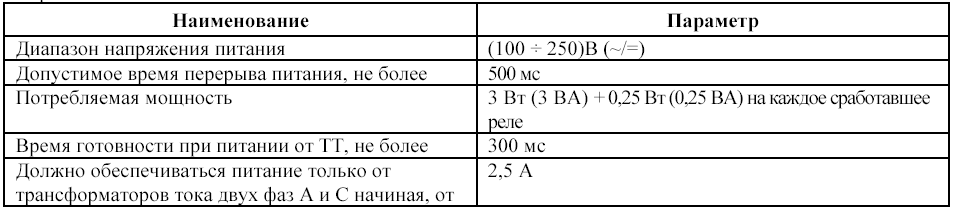 Наименование Параметр
Диапазон напряжения питания (100 ÷ 250)В (~/=)
Допустимое время перерыва питания, не более 500 мс
Потребляемая мощность 3 Вт (3 ВА) + 0,25 Вт (0,25 ВА) на каждое сработавшее
реле
Время готовности при питании от ТТ, не более 300 мс
Должно обеспечиваться питание только от 2,5 А
трансформаторов тока двух фаз А и С начиная, от